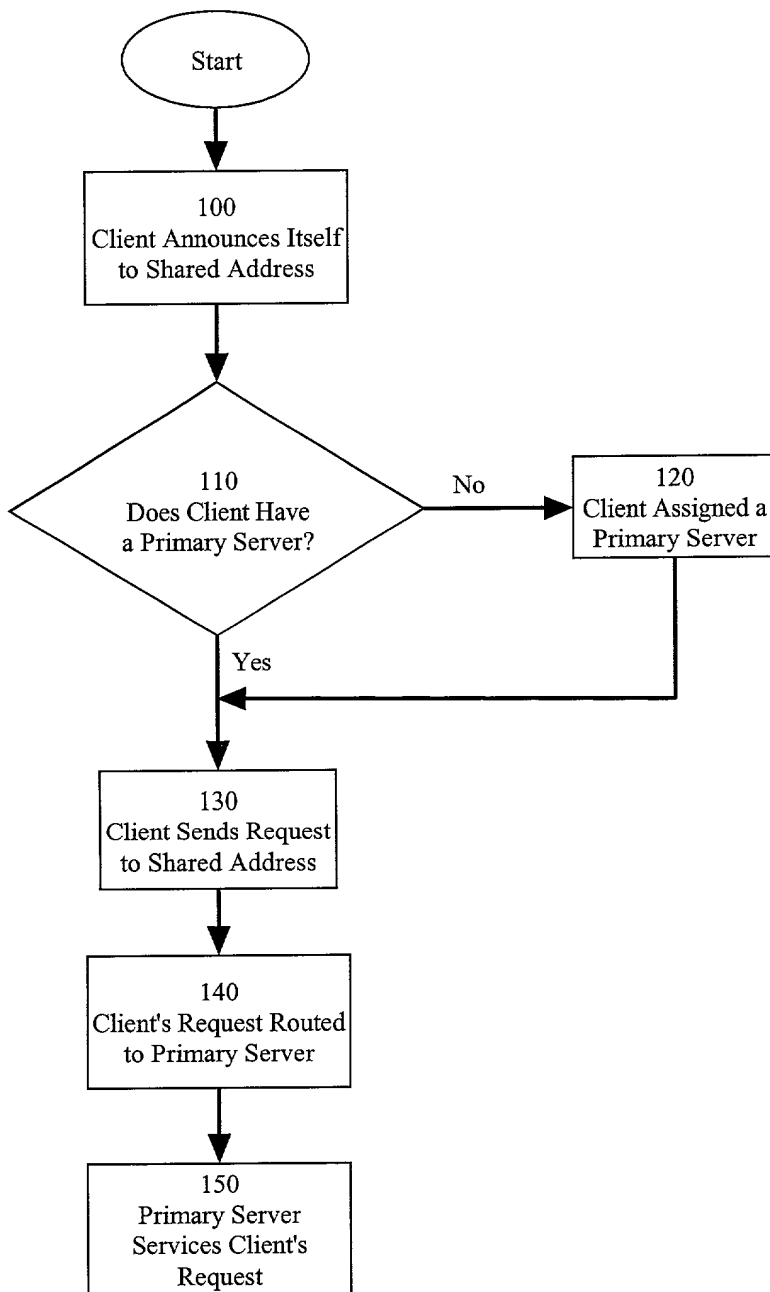 Start
100
Client Announces Itself
to Shared Address
110
Does Client Have
a Primary Server?
No
120
Client Assigned a
Primary Server
Yes
130
Client Sends Request
to Shared Address
140
Client's Request Routed
to Primary Server
150
Primary Server
Services Client's
Request